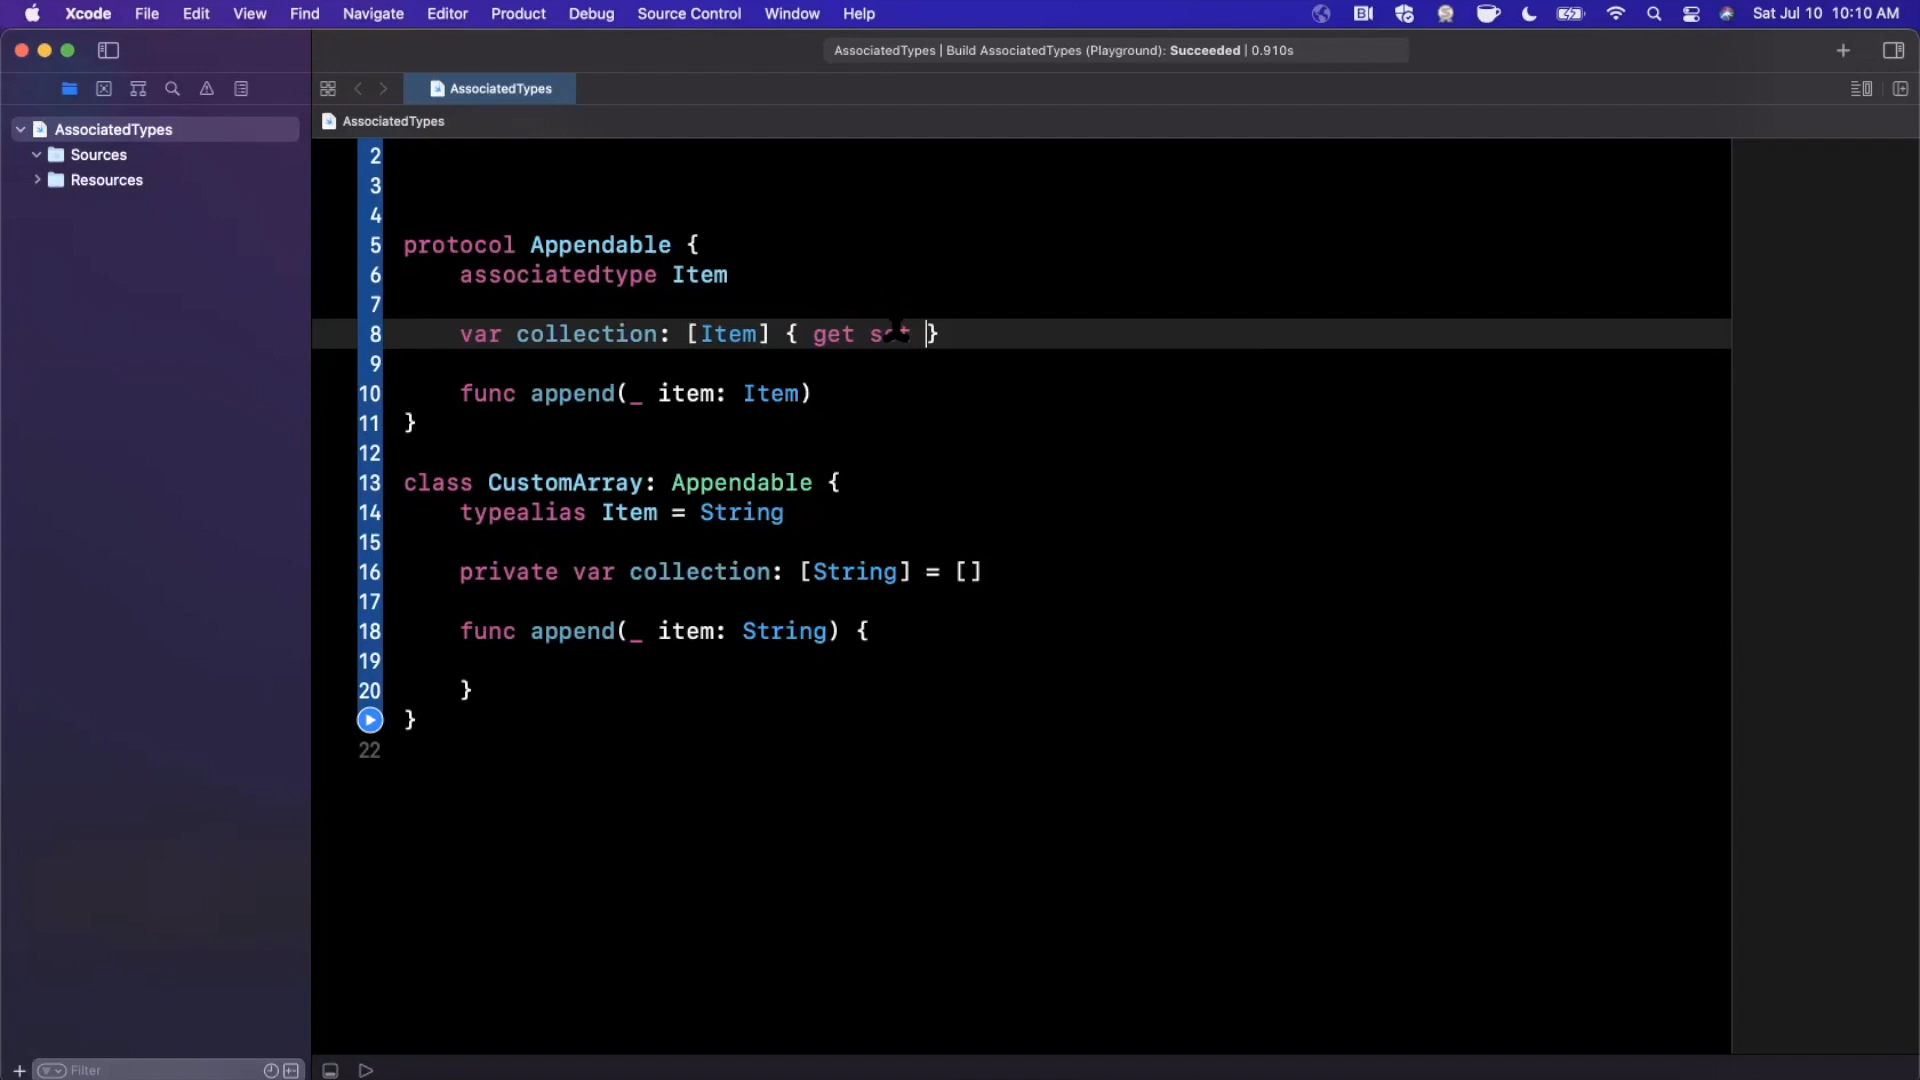 Xcode File Edit View Find Navigate Editor Product Debug Source Control Window Help Sat Jul 10 10:10 AM
AssociatedTypes | Build AssociatedTypes (Playground): Succeeded | 0.910s
AssociatedTypes
AssociatedTypes
AssociatedTypes
Sources
Resources
2
3
4
5 protocol Appendable {
6 associatedtype Item
7
8 var collection: [Item] { get set }
9
10 func append(_ item: Item)
11 }
12
13 class CustomArray: Appendable {
14 typealias Item = String
15
16 private var collection: [String] = []
17
18 func append(_ item: String) {
19
20 }
}
22
Filter